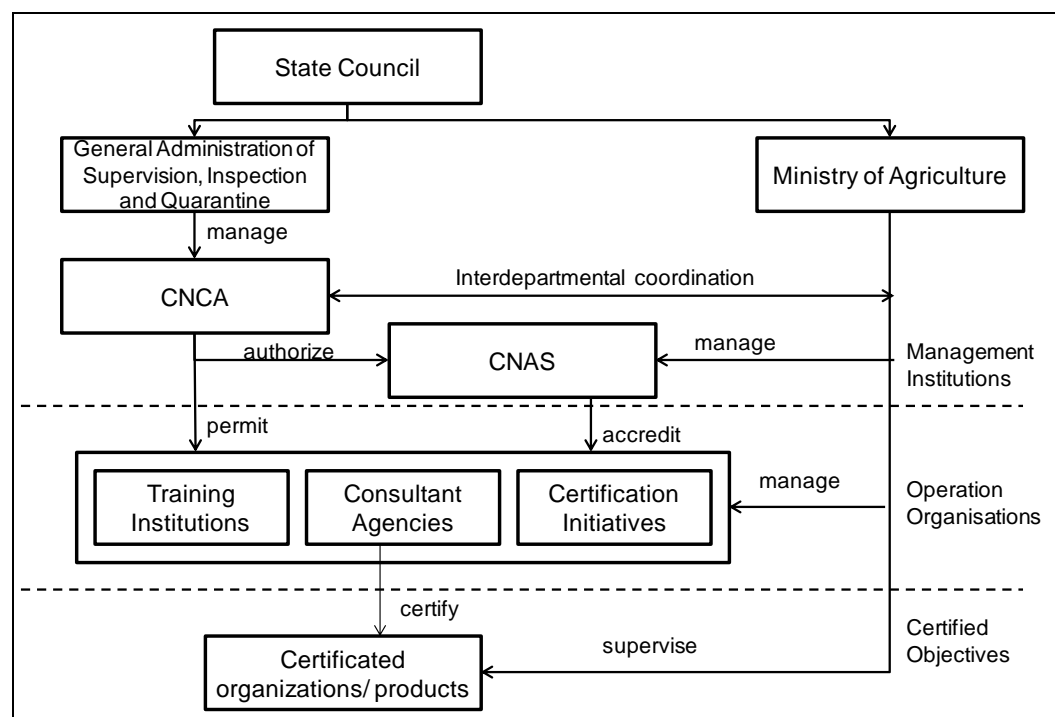 State Council
General Administration of
Supervision, Inspection
and Quarantine
Ministry of Agriculture
manage
CNCA
Interdepartmental coordination
authorize
CNAS
manage
Management
Institutions
permit
accredit
Training
Institutions
Consultant
Agencies
Certification
Initiatives
manage
Operation
Organisations
certify
Certificated
organizations/ products
supervise
Certified
Objectives